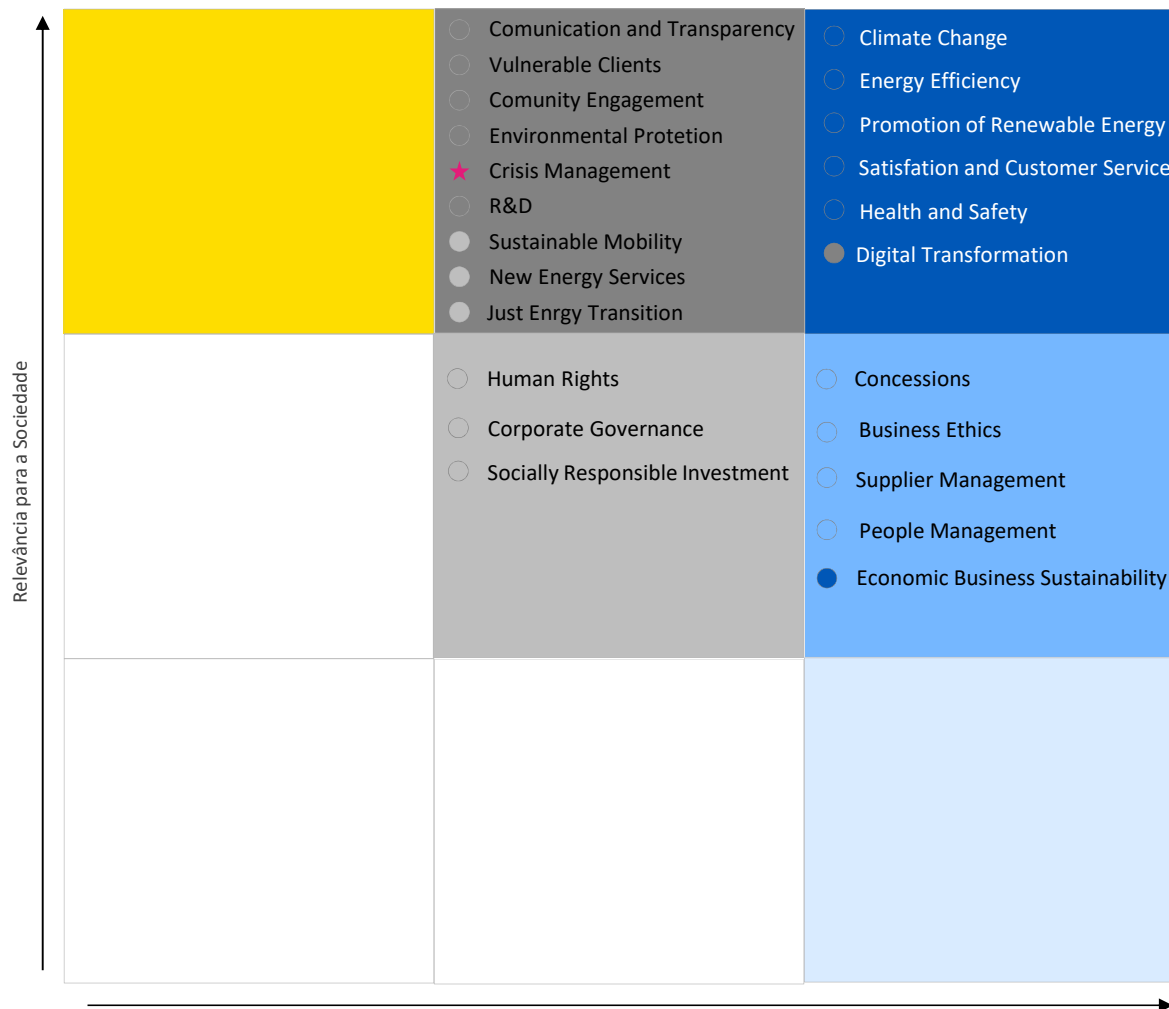 Comunication and Transparency
Vulnerable Clients
Comunity Engagement
Environmental Protetion
Crisis Management
R&D
Sustainable Mobility
New Energy Services
Just Enrgy Transition
Climate Change
Energy Efficiency
Promotion of Renewable Energy
Satisfation and Customer Service
Health and Safety
Digital Transformation
Relevância para a Sociedade
Human Rights
Corporate Governance
Socially Responsible Investment
Concessions
Business Ethics
Supplier Management
People Management
Economic Business Sustainability